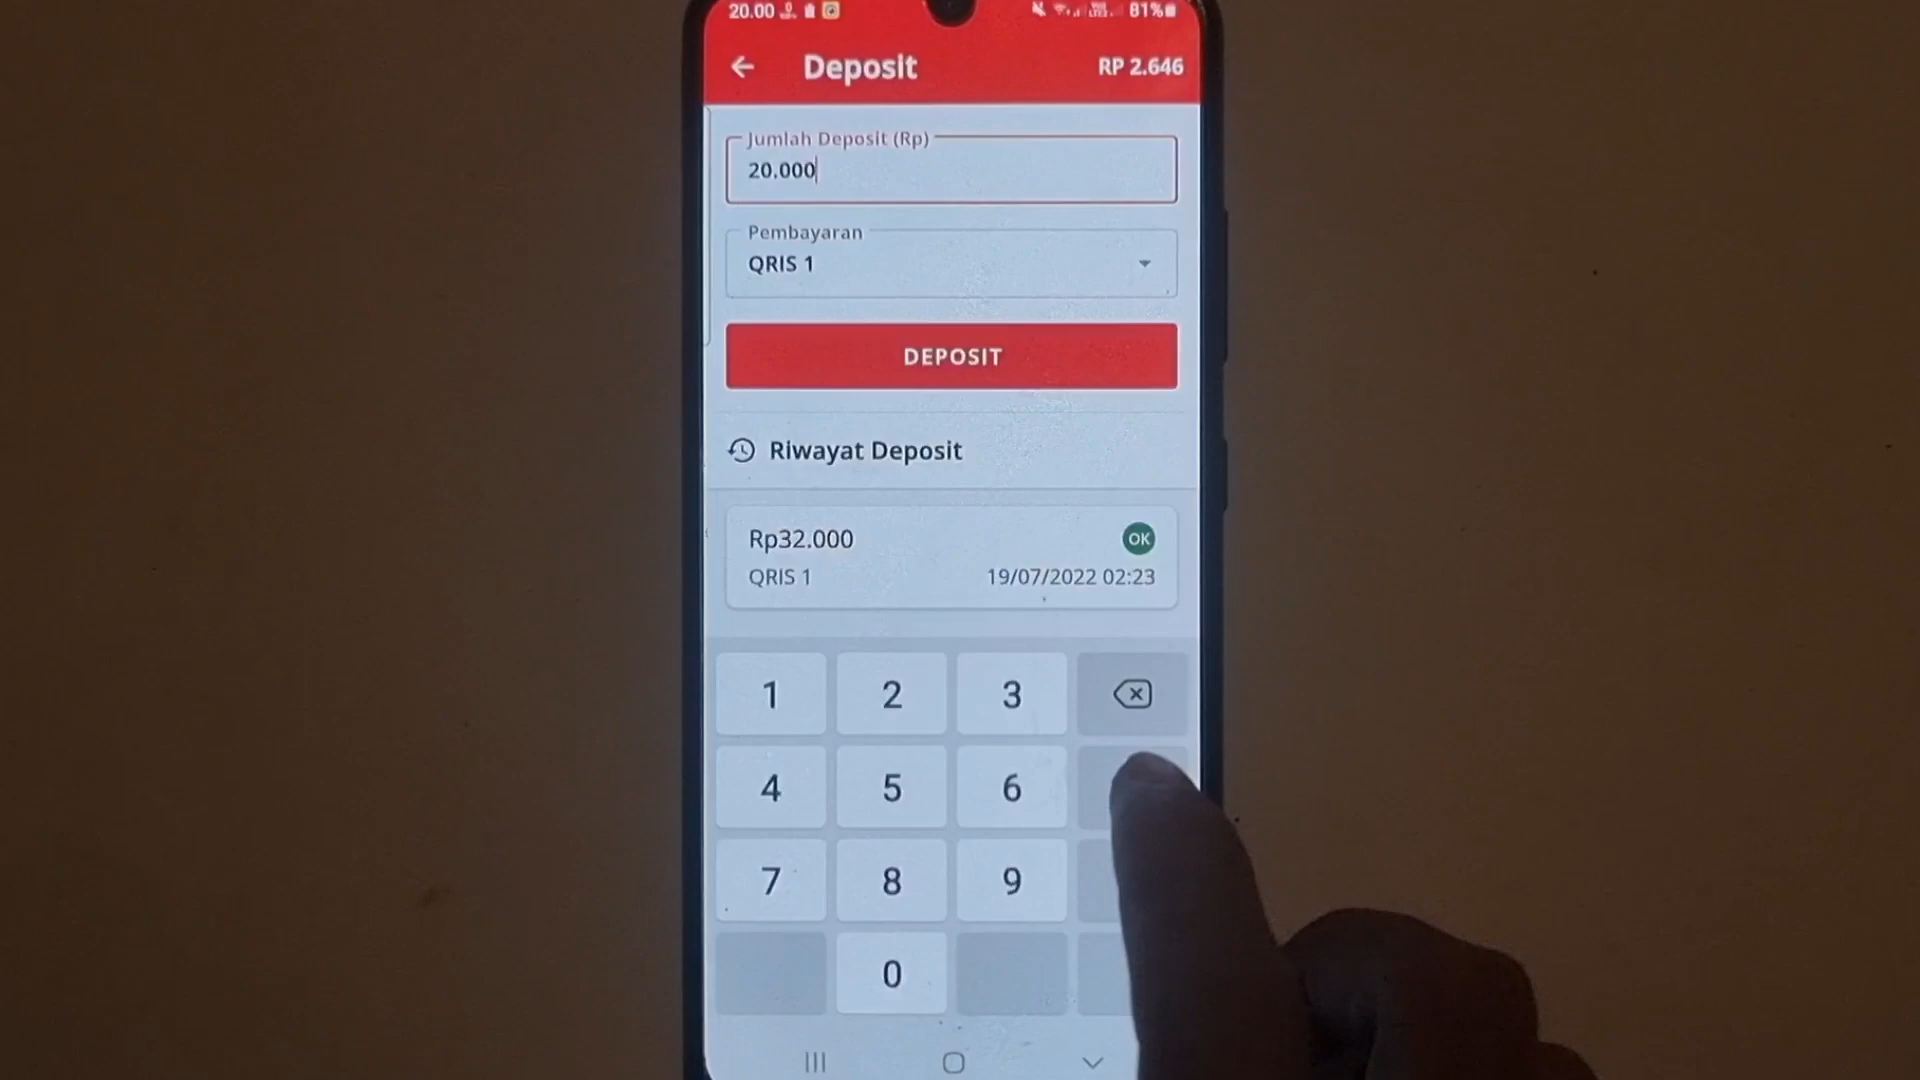 20.00 81%
Deposit RP 2.646
Jumlah Deposit (Rp)
20.000
Pembayaran
QRIS 1
DEPOSIT
Riwayat Deposit
Rp32.000 OK
QRIS 1 19/07/2022 02:23
1 2 3
4 5 6
7 8 9
0